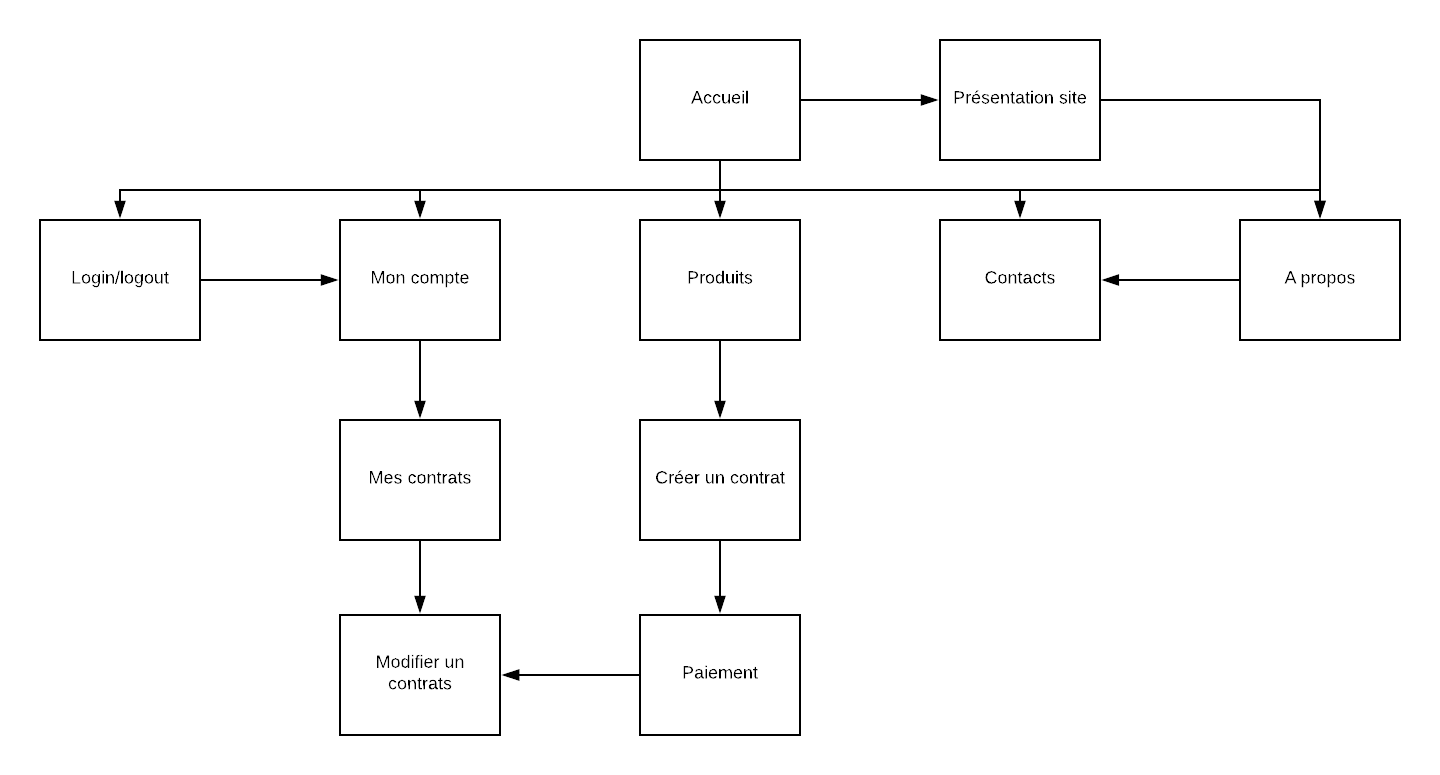 Accueil
Présentation site
Login/logout
Mon compte
Produits
Contacts
A propos
Mes contrats
Créer un contrat
Modifier un
contrats
Paiement